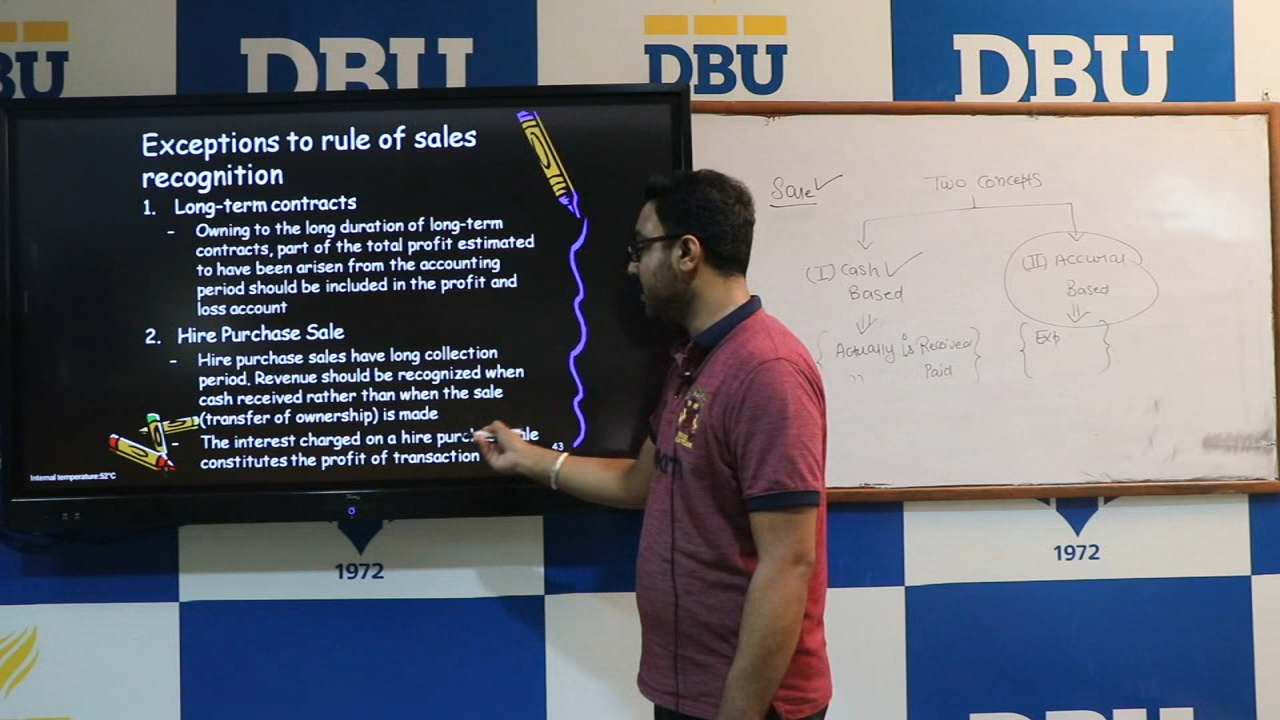 DBU
DBU
DBU
DBU
Exceptions to rule of sales
recognition
1. Long-term contracts
- Owning to the long duration of long-term
contracts, part of the total profit estimated
to have been arisen from the accounting
period should be included in the profit and
loss account
2. Hire Purchase Sale
- Hire purchase sales have long collection
period. Revenue should be recognized when
cash received rather than when the sale
(transfer of ownership) is made
- The interest charged on a hire
constitutes the profit of transaction
43
Internal temperature:52°C
Sale
Two Concepts
(I) Cash
Based
(II) Accural
Based
Actually is Received
" Paid
Exp
1972
1972
DBU